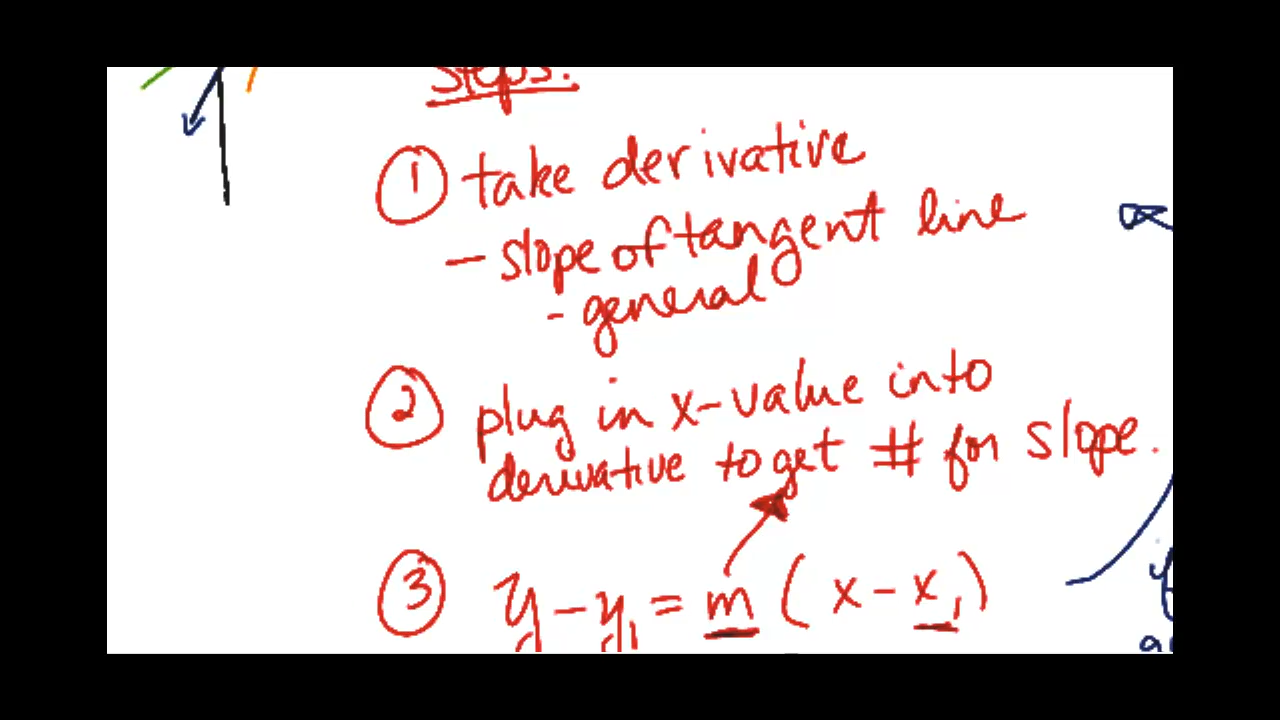 Steps:
① take derivative
- slope of tangent line
- general
② plug in x-value into
derivative to get # for slope.
③ y - y₁ = m ( x - x₁)